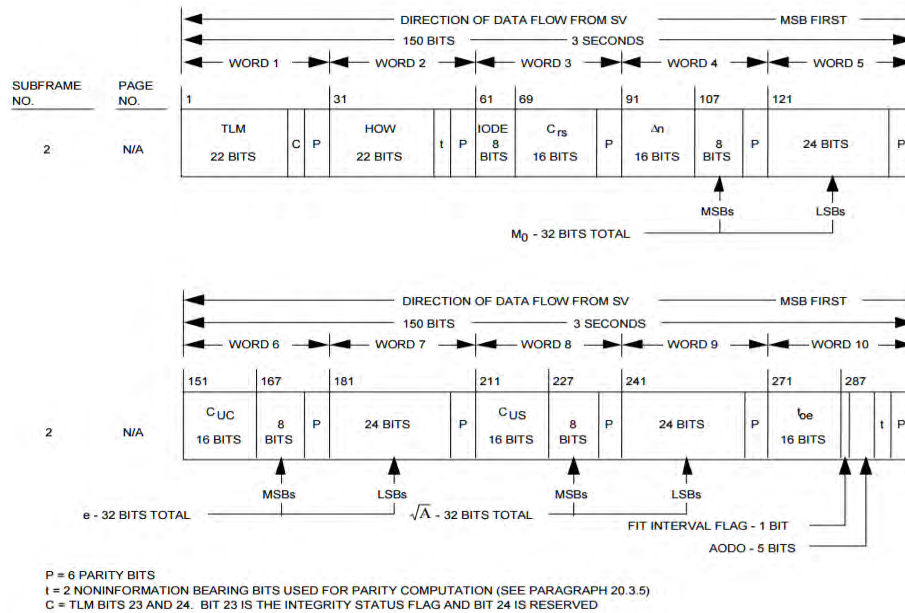 DIRECTION OF DATA FLOW FROM SV MSB FIRST
150 BITS 3 SECONDS
WORD 1 WORD 2 WORD 3 WORD 4 WORD 5
SUBFRAME NO. PAGE NO.
1 31 61 69 91 107 121
2 N/A
TLM 22 BITS C P HOW 22 BITS t P IODE 8 BITS Crs 16 BITS P Δn 16 BITS 8 BITS P 24 BITS P
MSBs LSBs
M0 - 32 BITS TOTAL
DIRECTION OF DATA FLOW FROM SV MSB FIRST
150 BITS 3 SECONDS
WORD 6 WORD 7 WORD 8 WORD 9 WORD 10
151 167 181 211 227 241 271 287
2 N/A
CUC 16 BITS 8 BITS P 24 BITS P CUS 16 BITS 8 BITS P 24 BITS P toe 16 BITS t P
MSBs LSBs MSBs LSBs
e - 32 BITS TOTAL √A - 32 BITS TOTAL
FIT INTERVAL FLAG - 1 BIT
AODO - 5 BITS
P = 6 PARITY BITS
t = 2 NONINFORMATION BEARING BITS USED FOR PARITY COMPUTATION (SEE PARAGRAPH 20.3.5)
C = TLM BITS 23 AND 24. BIT 23 IS THE INTEGRITY STATUS FLAG AND BIT 24 IS RESERVED